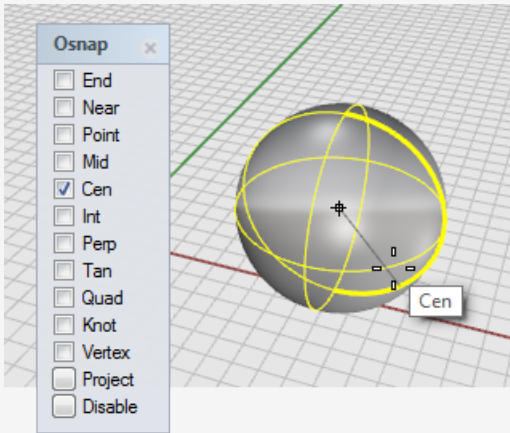 Osnap
End
Near
Point
Mid
Cen
Int
Perp
Tan
Quad
Knot
Vertex
Project
Disable
Cen